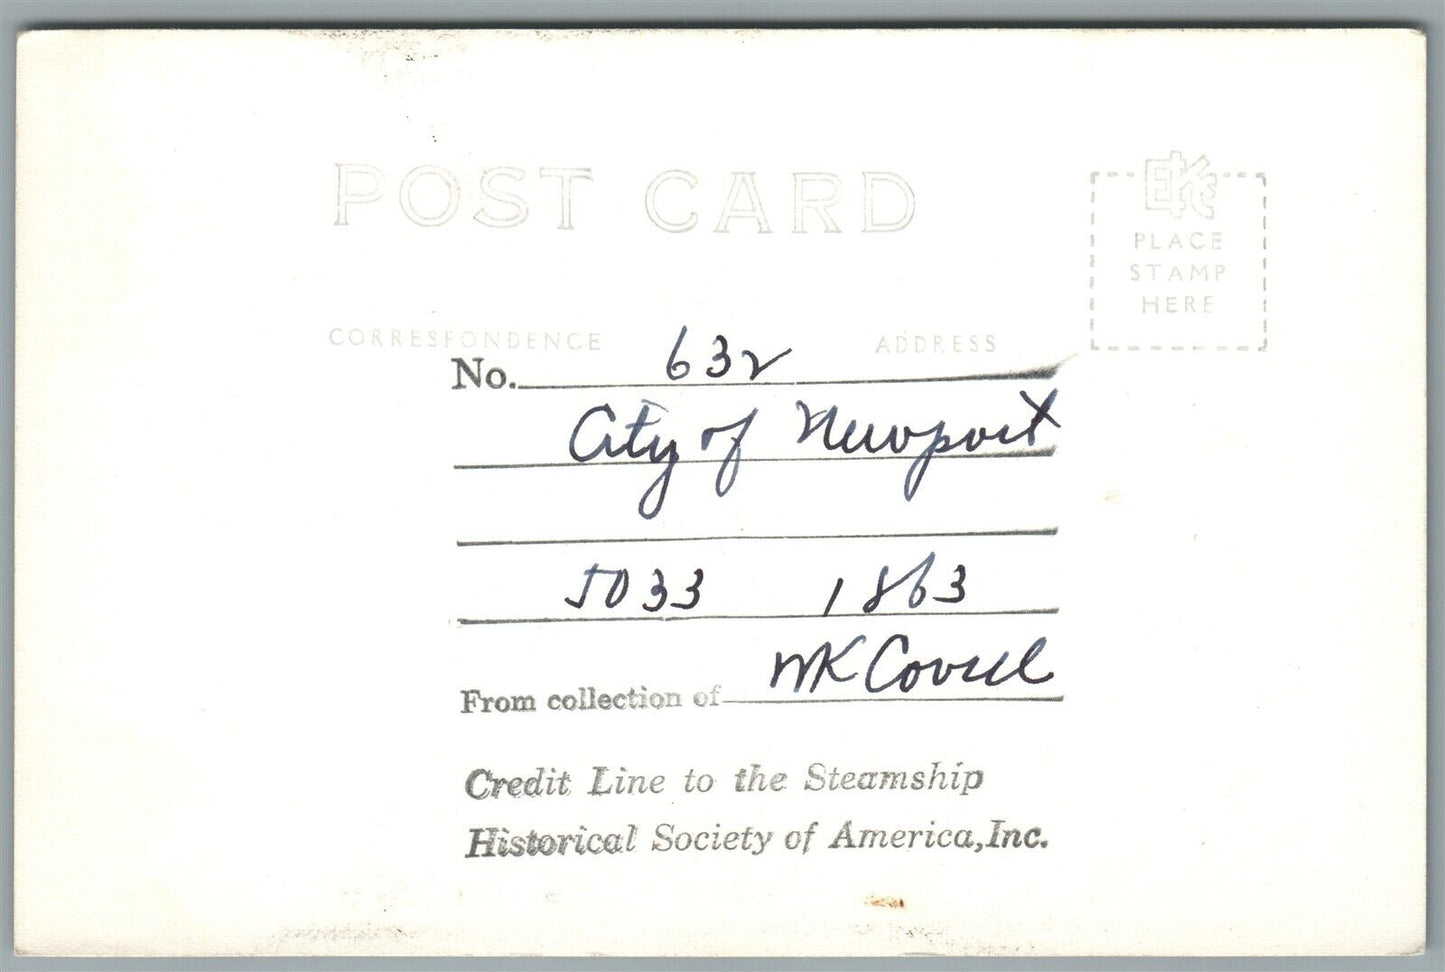 POST CARD
EKC
PLACE
STAMP
HERE
CORRESPONDENCE ADDRESS
No. 632
City of Newport
5033 1863
From collection of WK Covell
Credit Line to the Steamship
Historical Society of America, Inc.